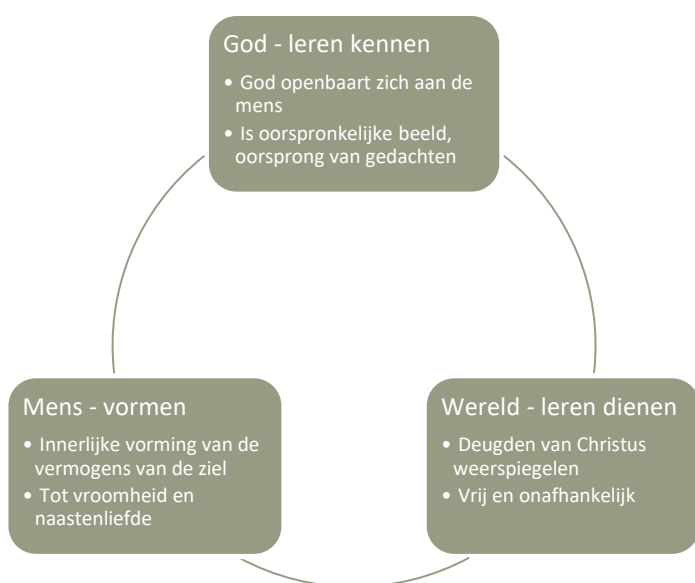 God - leren kennen
• God openbaart zich aan de
mens
• Is oorspronkelijke beeld,
oorsprong van gedachten
Mens - vormen
• Innerlijke vorming van de
vermogens van de ziel
• Tot vroomheid en
naastenliefde
Wereld - leren dienen
• Deugden van Christus
weerspiegelen
• Vrij en onafhankelijk